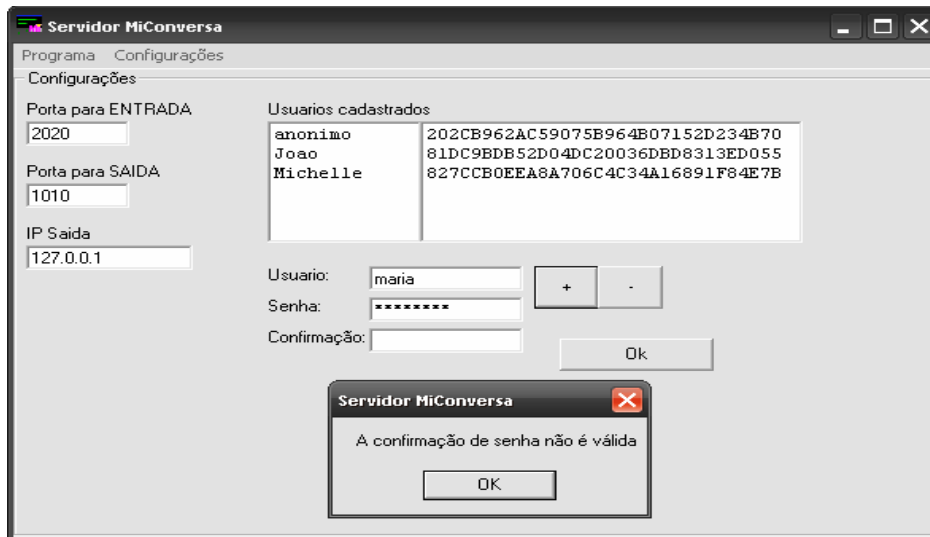 Servidor MiConversa
Programa Configurações
Configurações
Porta para ENTRADA
2020
Porta para SAIDA
1010
IP Saida
127.0.0.1
Usuarios cadastrados
anonimo 202CB962AC59075B964B07152D234B70
Joao 81DC9BDB52D04DC20036DBD8313ED055
Michelle 827CCB0EEA8A706C4C34A16891F84E7B
Usuario: maria
+ -
Senha: ********
Confirmação:
Ok
Servidor MiConversa
A confirmação de senha não é válida
OK